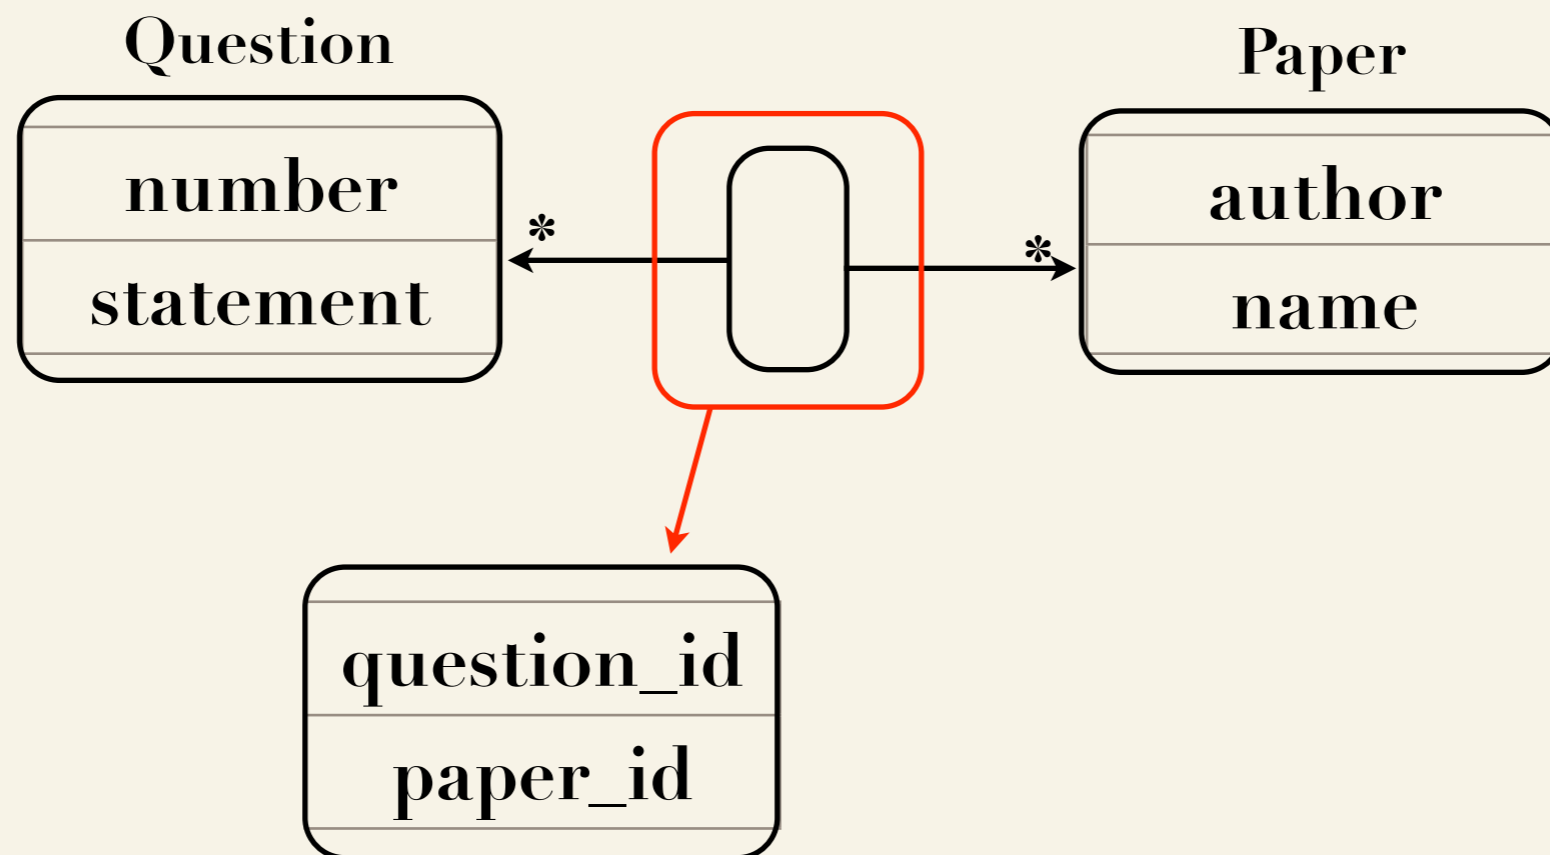 Question
number
statement
*
*
Paper
author
name
question_id
paper_id